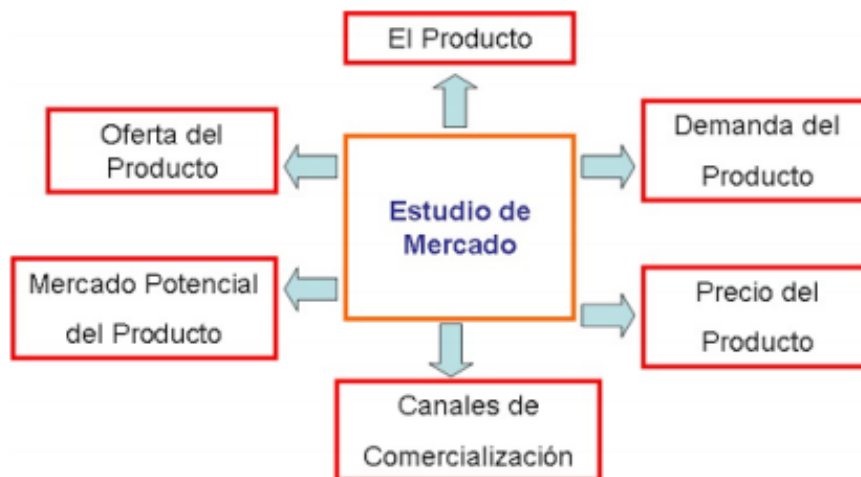 El Producto
Oferta del
Producto
Demanda del
Producto
Estudio de
Mercado
Mercado Potencial
del Producto
Precio del
Producto
Canales de
Comercialización